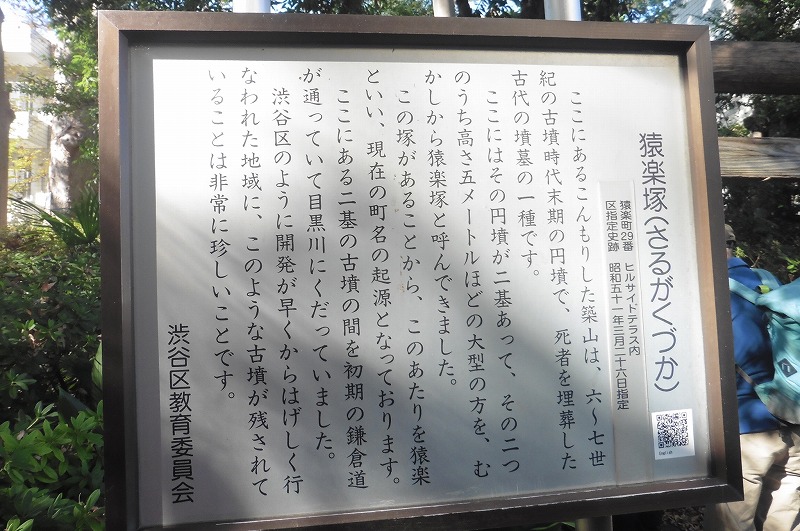 猿楽塚（さるがくづか）
猿楽町29番　ヒルサイドテラス内
区指定史跡　昭和五十一年三月二十六日指定
ここにあるこんもりした築山は、六～七世
紀の古墳時代末期の円墳で、死者を埋葬した
古代の墳墓の一種です。
ここにはその円墳が二基あって、その二つ
のうち高さ五メートルほどの大型の方を、む
かしから猿楽塚と呼んできました。
この塚があることから、このあたりを猿楽
といい、現在の町名の起源となっております。
ここにある二基の古墳の間を初期の鎌倉道
が通っていて目黒川にくだっていました。
渋谷区のように開発が早くからはげしく行
なわれた地域に、このような古墳が残されて
いることは非常に珍しいことです。
渋谷区教育委員会